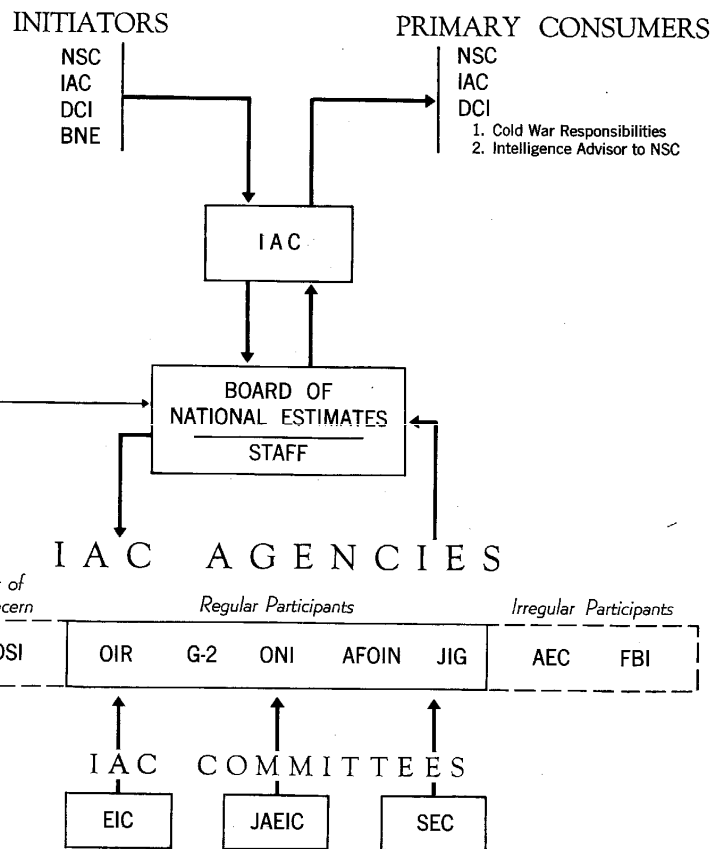 INITIATORS
NSC
IAC
DCI
BNE
PRIMARY CONSUMERS
NSC
IAC
DCI
1. Cold War Responsibilities
2. Intelligence Advisor to NSC
IAC
BOARD OF
NATIONAL ESTIMATES
STAFF
IAC AGENCIES
of
Regular Participants
Irregular Participants
OIR G-2 ONI AFOIN JIG
AEC FBI
IAC COMMITTEES
EIC JAEIC SEC